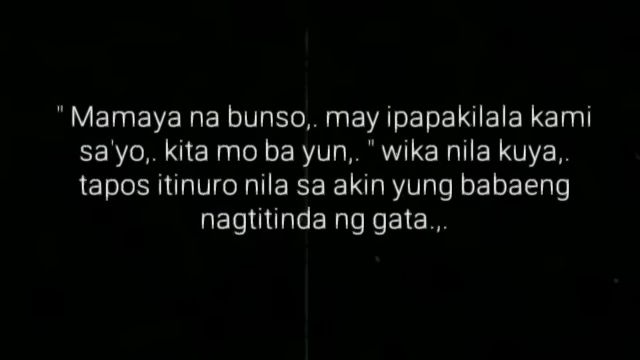 " Mamaya na bunso,. may ipapakilala kami
sa'yo,. kita mo ba yun,. " wika nila kuya,.
tapos itinuro nila sa akin yung babaeng
nagtitinda ng gata.,.